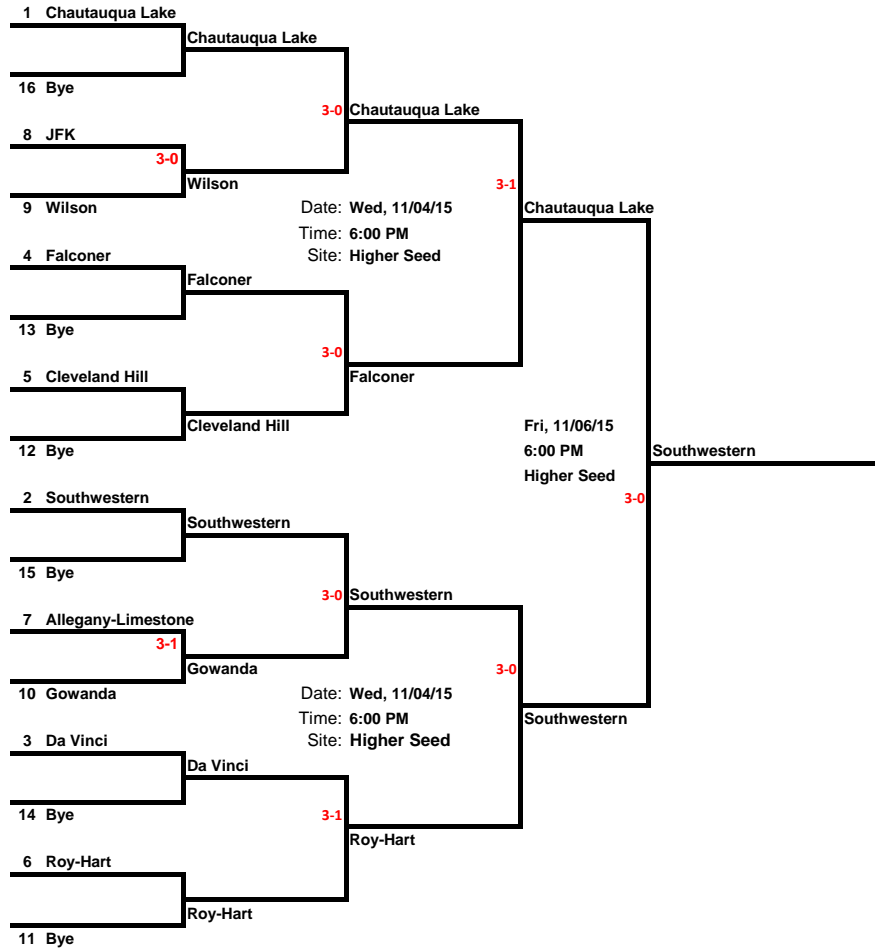 1 Chautauqua Lake
Chautauqua Lake
16 Bye
3-0 Chautauqua Lake
8 JFK
3-0
Wilson
3-1
9 Wilson
Date: Wed, 11/04/15
Chautauqua Lake
Time: 6:00 PM
4 Falconer
Site: Higher Seed
Falconer
13 Bye
3-0
5 Cleveland Hill
Falconer
Cleveland Hill
Fri, 11/06/15
12 Bye
6:00 PM
Southwestern
Higher Seed
2 Southwestern
3-0
Southwestern
15 Bye
3-0 Southwestern
7 Allegany-Limestone
3-1
Gowanda
3-0
10 Gowanda
Date: Wed, 11/04/15
Time: 6:00 PM
Southwestern
3 Da Vinci
Site: Higher Seed
Da Vinci
14 Bye
3-1
Roy-Hart
6 Roy-Hart
Roy-Hart
11 Bye